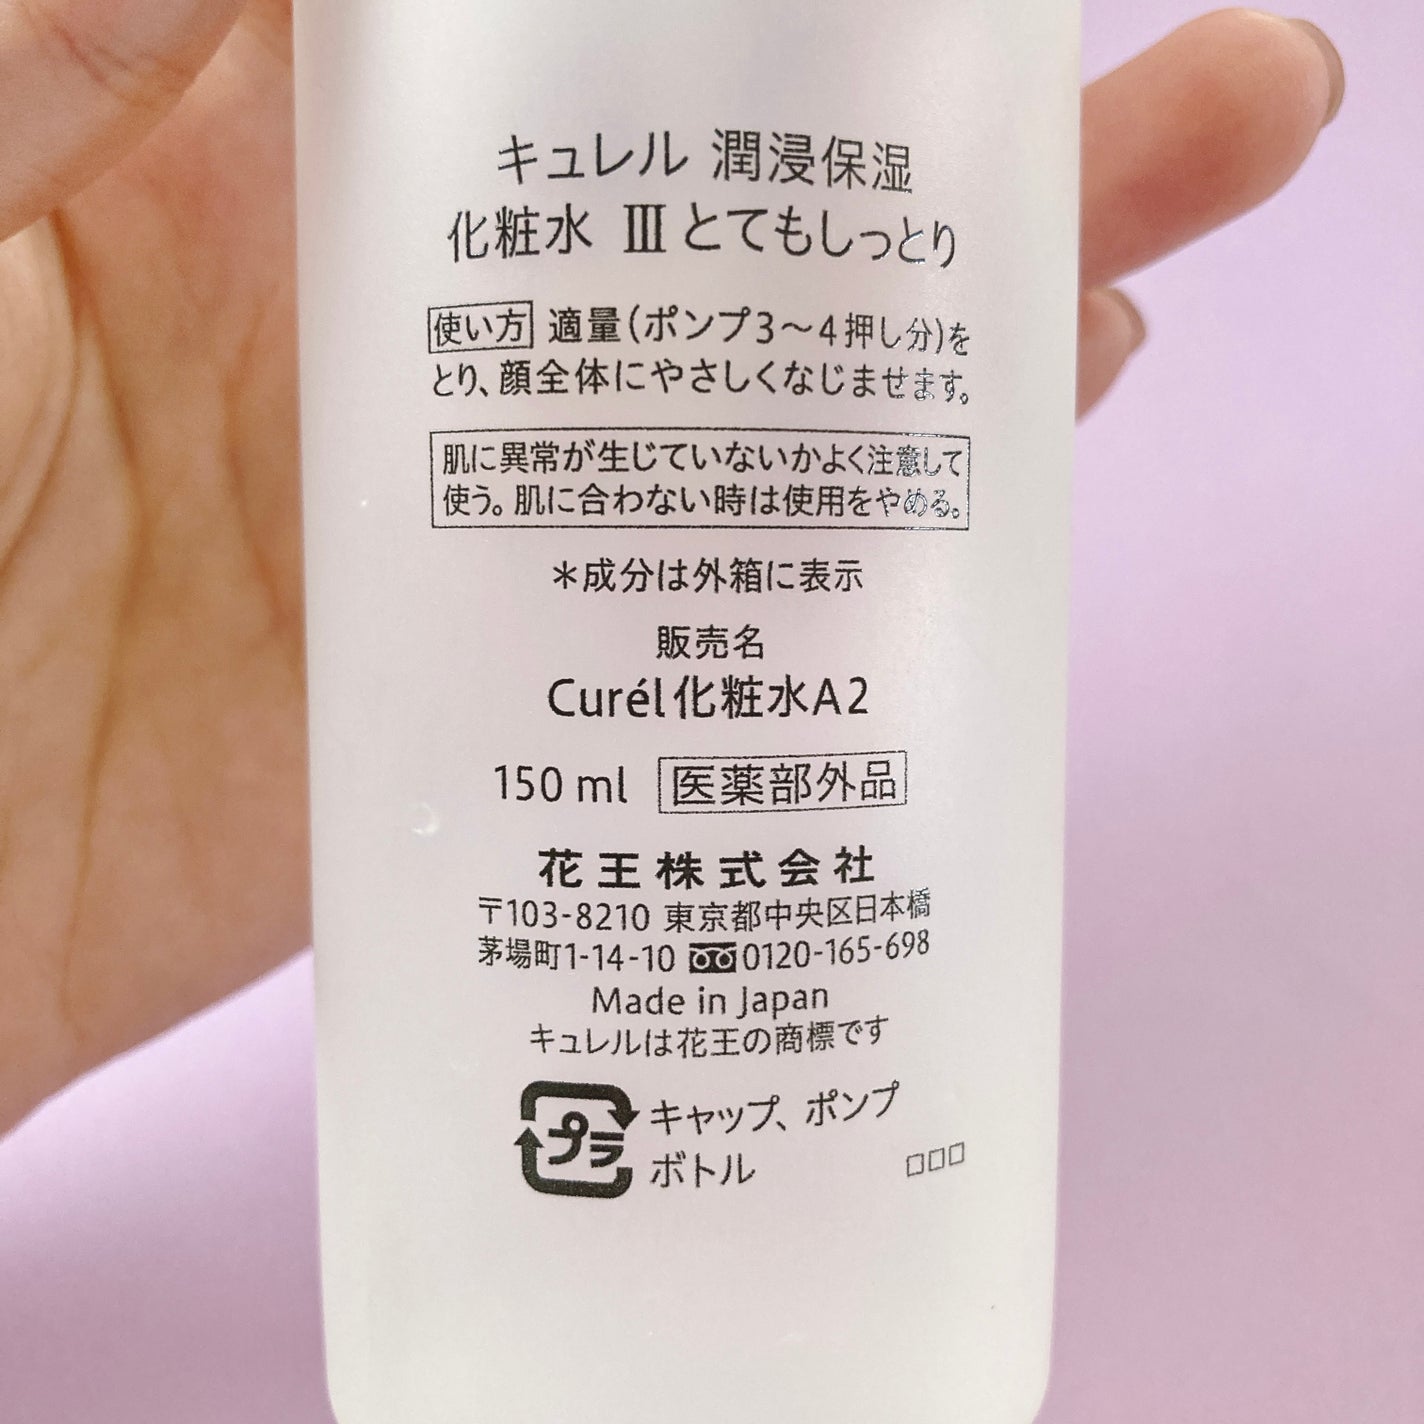 キュレル 潤浸保湿
化粧水 Ⅲ とてもしっとり
使い方 適量(ポンプ3〜4押し分)を
とり、顔全体にやさしくなじませます。
肌に異常が生じていないかよく注意して
使う。肌に合わない時は使用をやめる。
＊成分は外箱に表示
販売名
Curél化粧水A2
150 ml 医薬部外品
花王株式会社
〒103-8210 東京都中央区日本橋
茅場町1-14-10 0120-165-698
Made in Japan
キュレルは花王の商標です
プラ キャップ、ポンプ
ボトル